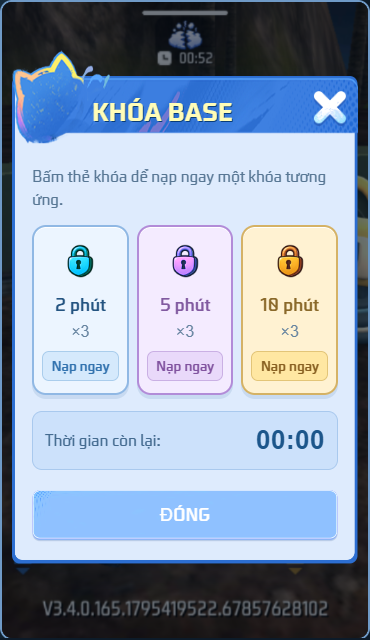 00:52
KHÓA BASE
Bấm thẻ khóa dể nạp ngay một khóa tương
ứng.
2 phút
5 phút
10 phút
×3
×3
×3
Nạp ngay
Nạp ngay
Nạp ngay
Thời gian còn lại:
00:00
ĐÓNG
V3.4.0.165.1795419522.67857628102